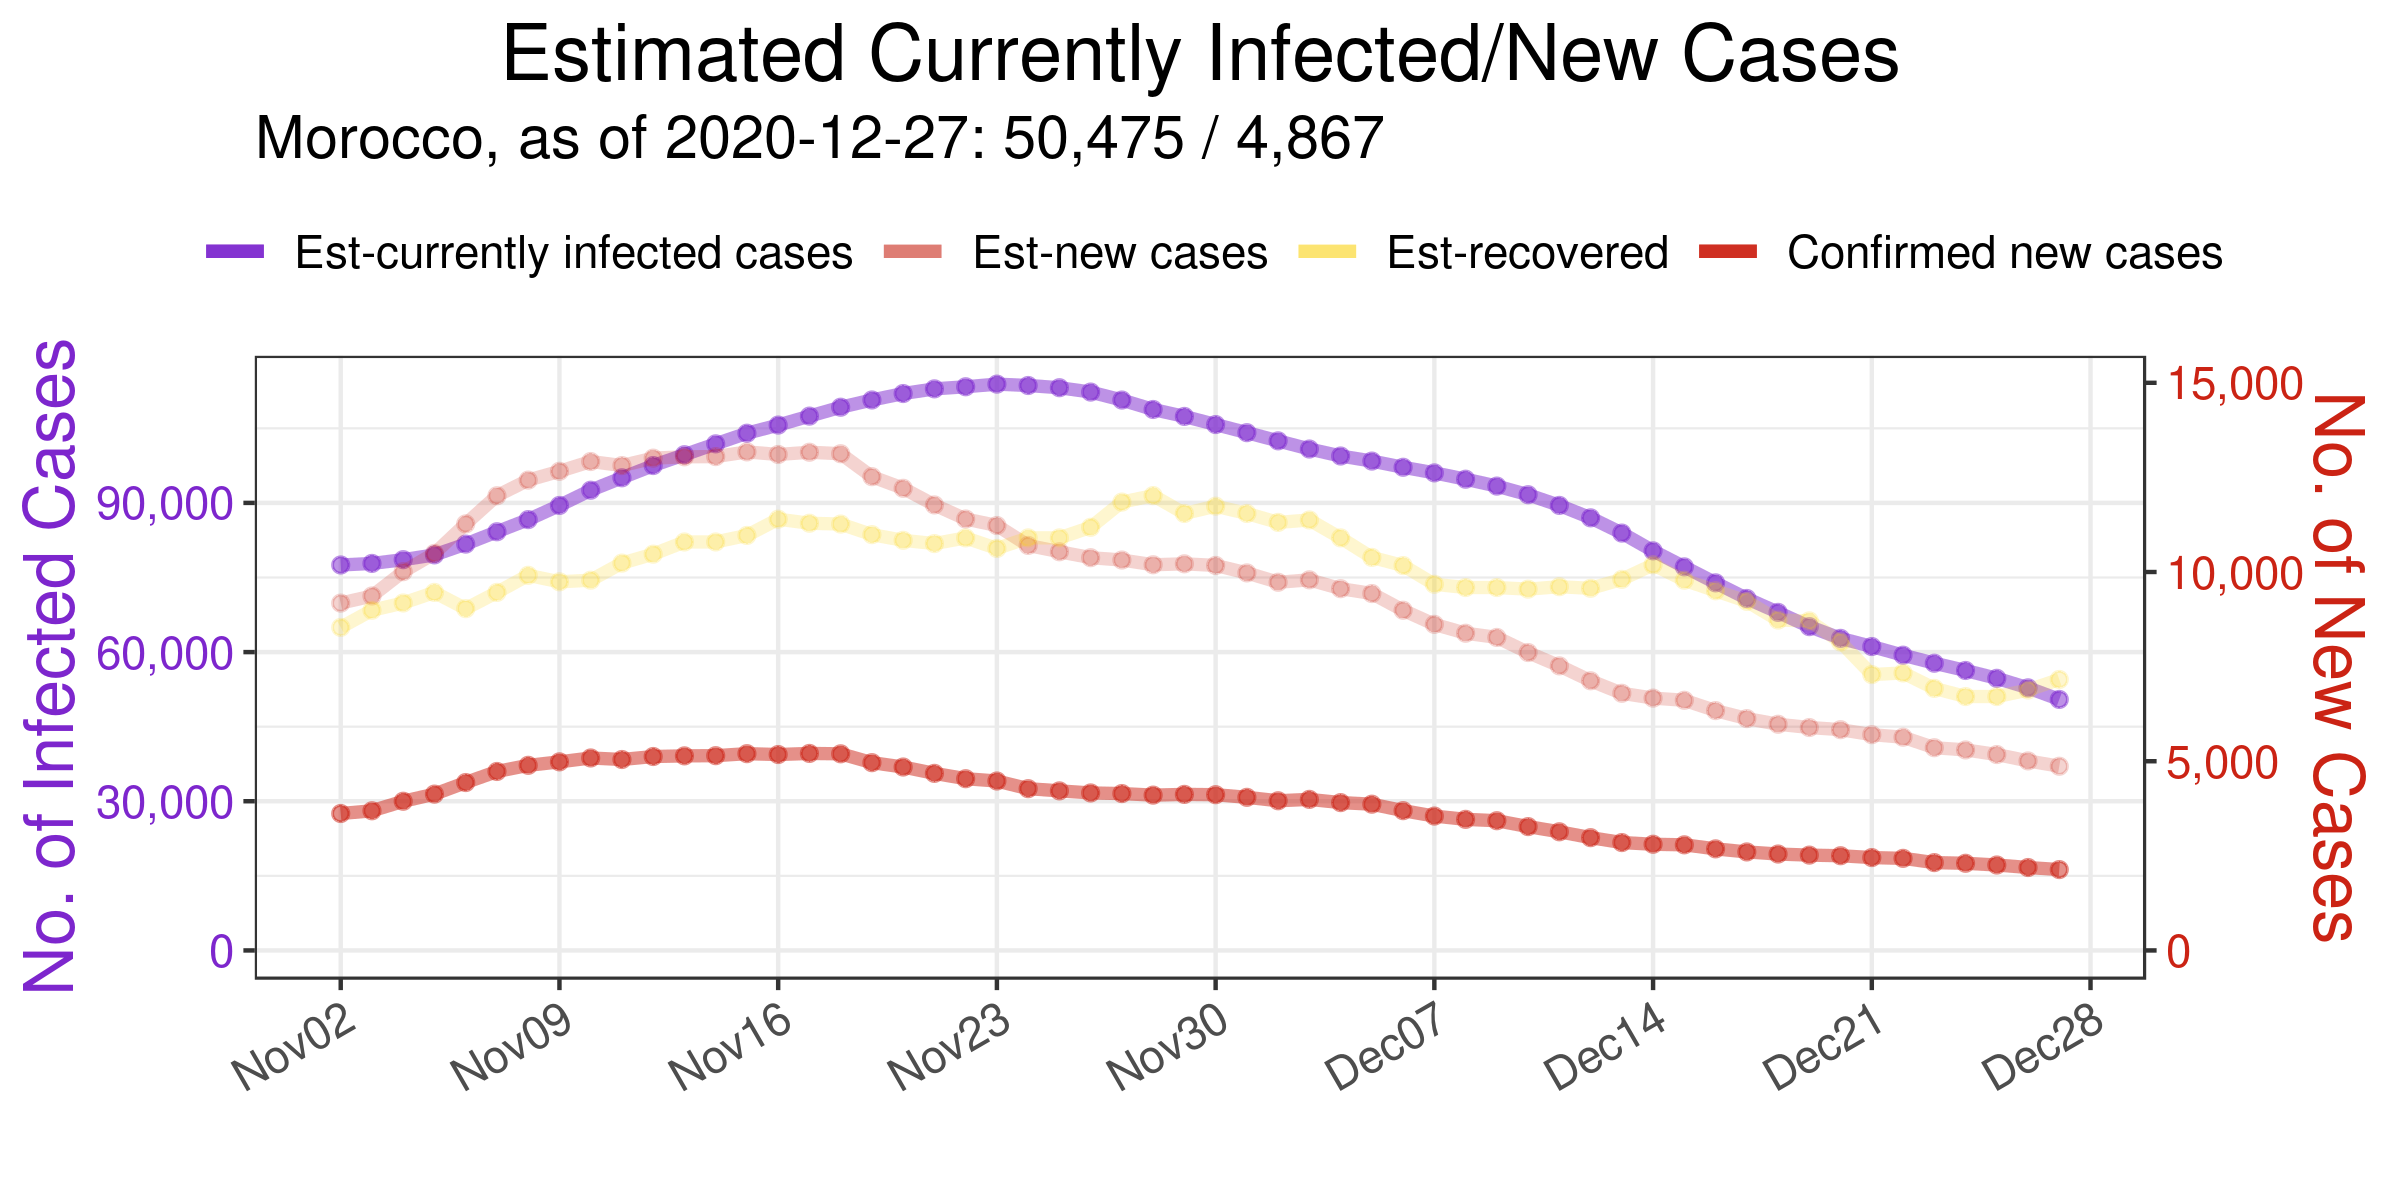 Estimated Currently Infected/New Cases
Morocco, as of 2020-12-27: 50,475 / 4,867
Est-currently infected cases Est-new cases Est-recovered Confirmed new cases
No. of Infected Cases
90,000
60,000
30,000
0
15,000
10,000
5,000
0
No. of New Cases
Nov02 Nov09 Nov16 Nov23 Nov30 Dec07 Dec14 Dec21 Dec28